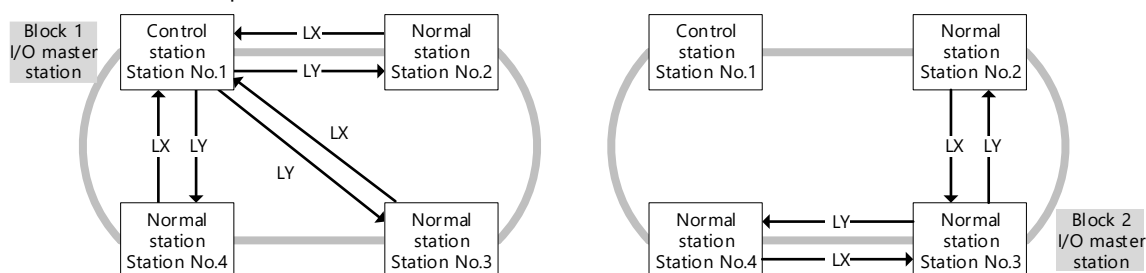 Block 1
I/O master
station
Control
station
Station No.1
LX
LY
Normal
station
Station No.2
LX
LY
LX
LY
Normal
station
Station No.4
Normal
station
Station No.3
Control
station
Station No.1
Normal
station
Station No.2
LX
LY
Normal
station
Station No.4
LY
LX
Normal
station
Station No.3
Block 2
I/O master
station